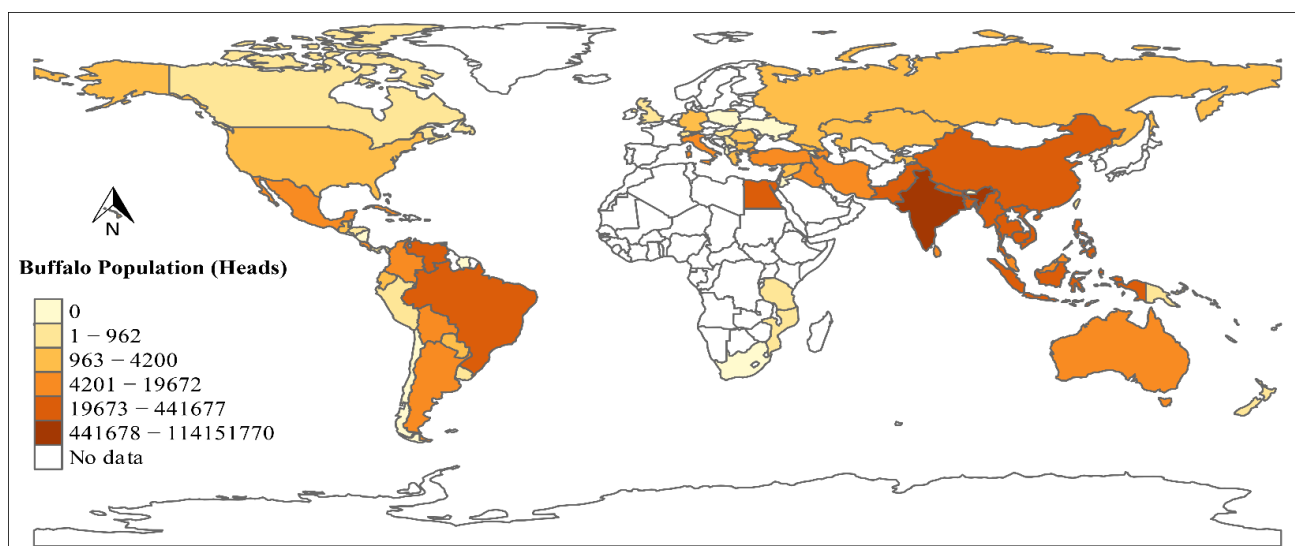 N
Buffalo Population (Heads)
0
1 − 962
963 − 4200
4201 − 19672
19673 − 441677
441678 − 114151770
No data